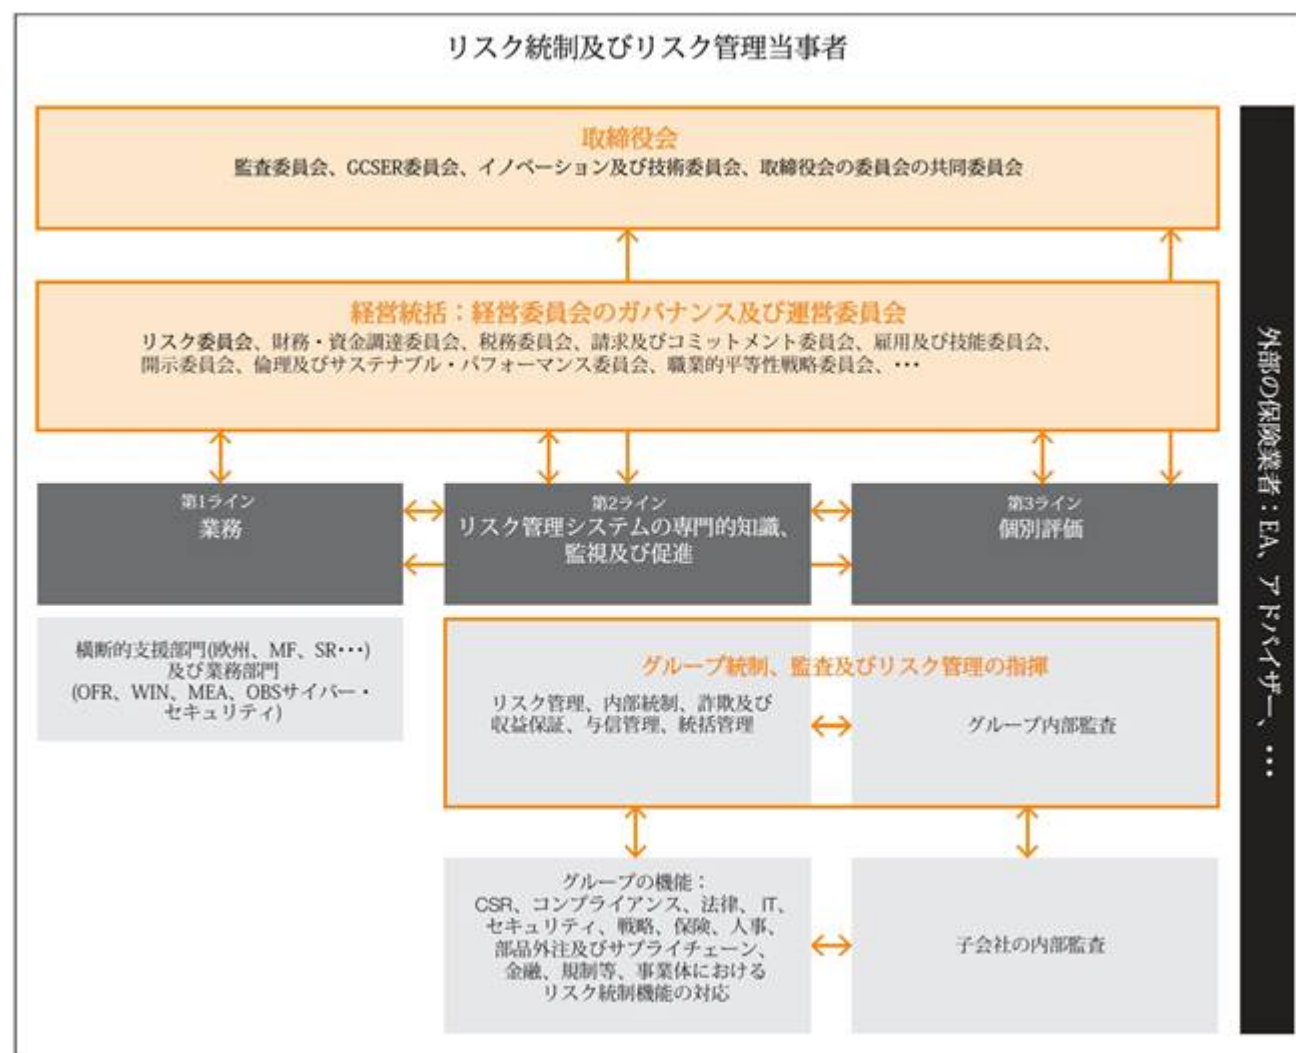 リスク統制及びリスク管理当事者
取締役会
監査委員会、GCSER委員会、イノベーション及び技術委員会、取締役会の委員会の共同委員会
経営統括：経営委員会のガバナンス及び運営委員会
リスク委員会、財務・資金調達委員会、税務委員会、請求及びコミットメント委員会、雇用及び技能委員会、
開示委員会、倫理及びサステナブル・パフォーマンス委員会、職業的平等性戦略委員会、･･･
第1ライン
業務
第2ライン
リスク管理システムの専門的知識、
監視及び促進
第3ライン
個別評価
横断的支援部門(欧州、MF、SR･･･)
及び業務部門
(OFR、WIN、MEA、OBSサイバー・
セキュリティ)
グループ統制、監査及びリスク管理の指揮
リスク管理、内部統制、詐欺及び
収益保証、与信管理、統括管理
グループ内部監査
グループの機能：
CSR、コンプライアンス、法律、IT、
セキュリティ、戦略、保険、人事、
部品外注及びサプライチェーン、
金融、規制等、事業体における
リスク統制機能の対応
子会社の内部監査
外部の保険業者：EA、アドバイザー、･･･